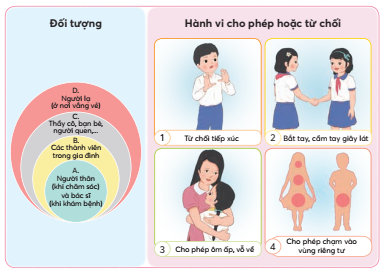 Đối tượng
Hành vi cho phép hoặc từ chối
D.
Người lạ
(ở nơi vắng vẻ)
C.
Thầy cô, bạn bè,
người quen,...
B.
Các thành viên
trong gia đình
A.
Người thân
(khi chăm sóc)
và bác sĩ
(khi khám bệnh)
1 Từ chối tiếp xúc
2 Bắt tay, cầm tay giây lát
3 Cho phép ôm ấp, vỗ về
4 Cho phép chạm vào
vùng riêng tư